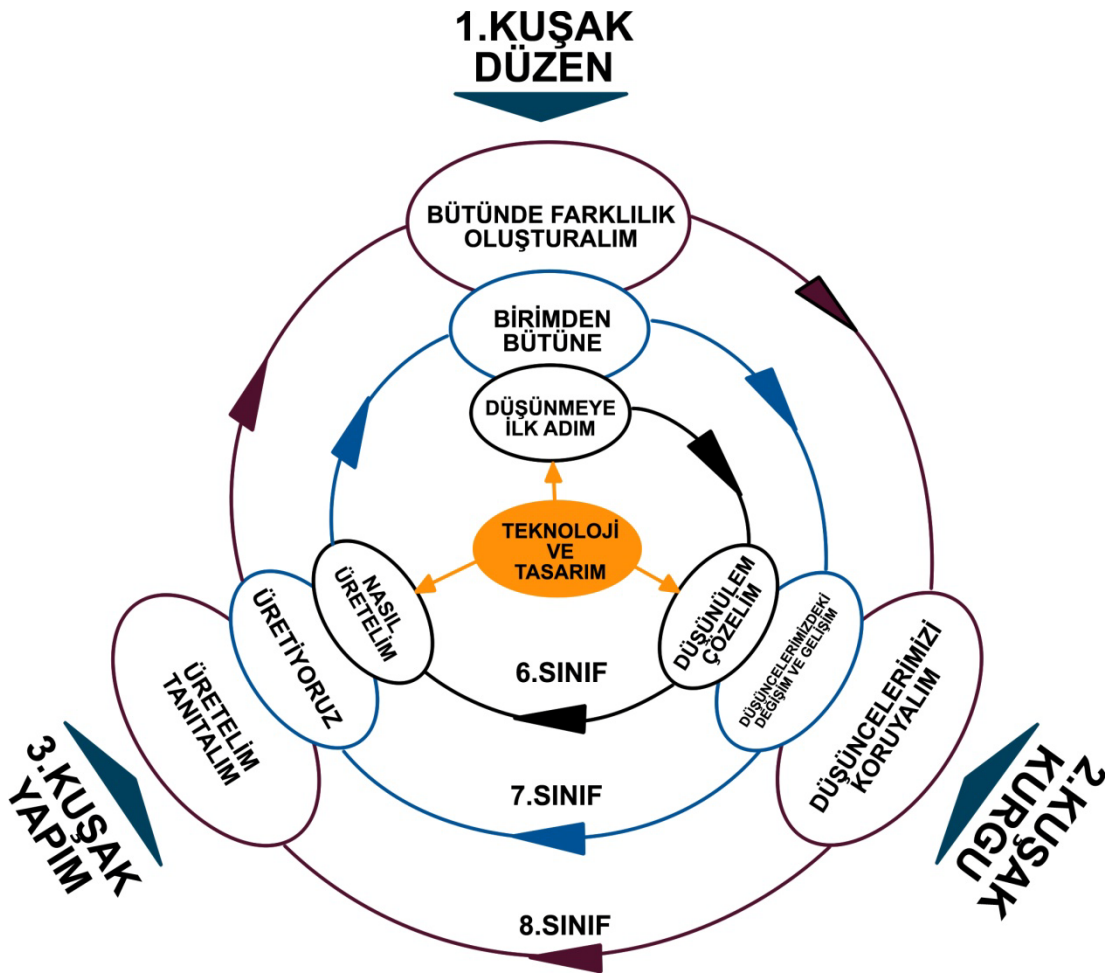 1.KUŞAK
DÜZEN
BÜTÜNDE FARKLILIK
OLUŞTURALIM
BİRİMDEN
BÜTÜNE
DÜŞÜNMEYE
İLK ADIM
TEKNOLOJİ
VE
TASARIM
NASIL
ÜRETELİM
DÜŞÜNÜLEM
ÇÖZELİM
ÜRETİYORUZ
DÜŞÜNCELERİMİZDEKİ
DEĞİŞİM VE GELİŞİM
ÜRETELİM
TANITALIM
DÜŞÜNCELERİMİZİ
KORUYALIM
6.SINIF
7.SINIF
8.SINIF
3.KUŞAK
YAPIM
2.KUŞAK
KURGU